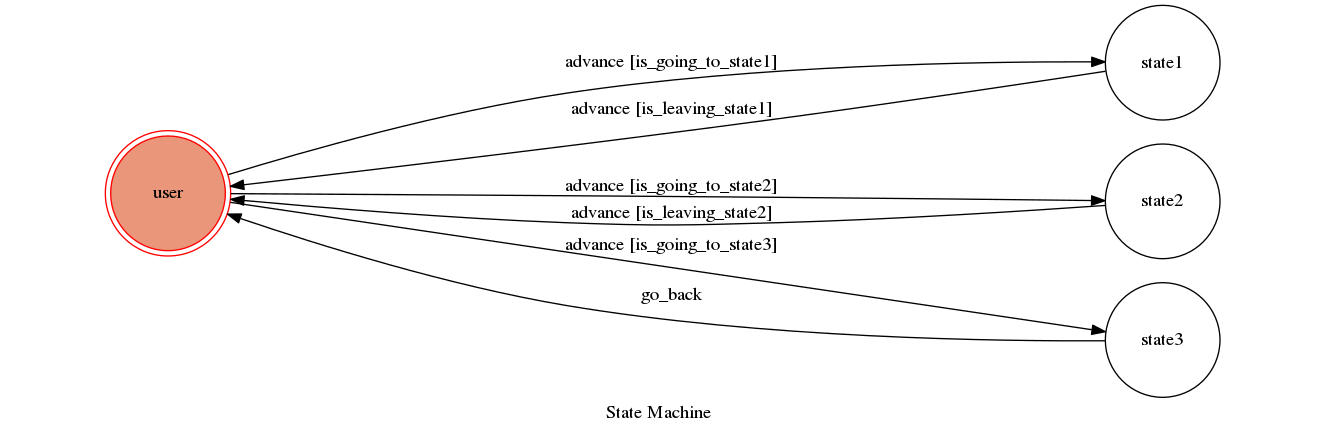 advance [is_going_to_state1]
state1
advance [is_leaving_state1]
user
advance [is_going_to_state2]
state2
advance [is_leaving_state2]
advance [is_going_to_state3]
go_back
state3
State Machine